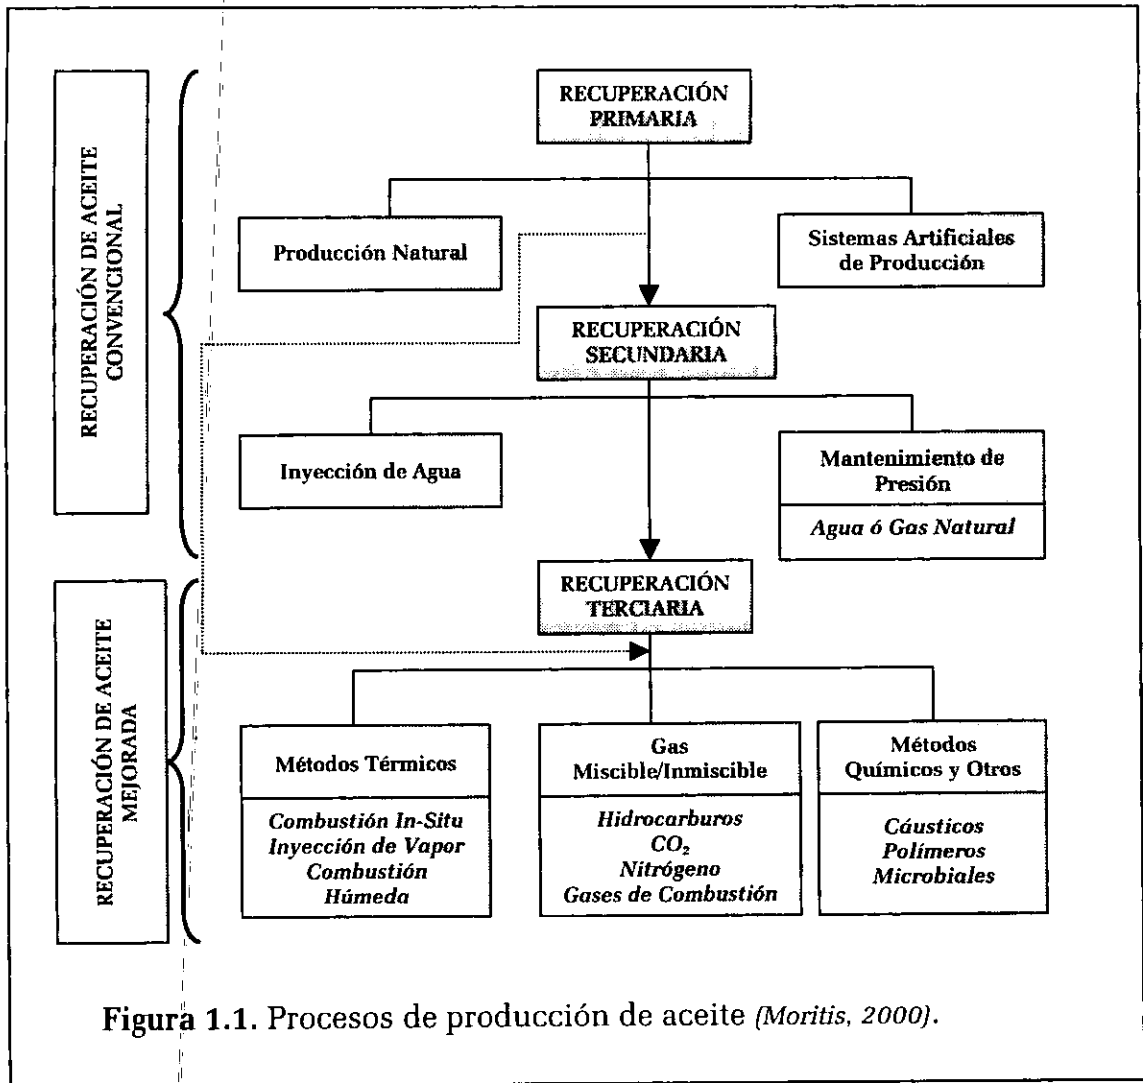 RECUPERACIÓN DE ACEITE
CONVENCIONAL
RECUPERACIÓN
PRIMARIA
Producción Natural
Sistemas Artificiales
de Producción
RECUPERACIÓN
SECUNDARIA
Inyección de Agua
Mantenimiento de
Presión
Agua ó Gas Natural
RECUPERACIÓN DE ACEITE
MEJORADA
RECUPERACIÓN
TERCIARIA
Métodos Térmicos
Combustión In-Situ
Inyección de Vapor
Combustión
Húmeda
Gas
Miscible/Inmiscible
Hidrocarburos
CO₂
Nitrógeno
Gases de Combustión
Métodos
Químicos y Otros
Cáusticos
Polímeros
Microbiales
Figura 1.1. Procesos de producción de aceite (Moritis, 2000).